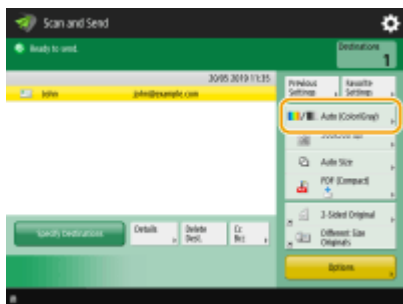 Scan and Send
Ready to send.
Destinations
1
20/05 2019 11:35
Previous
Settings
Favorite
Settings
John
john@example.com
Auto (Color/Gray)
Auto Size
PDF (Compact)
2-Sided Original
Different Size
Originals
Specify Destinations
Details
Delete
Dest.
Cc
Bcc
Options